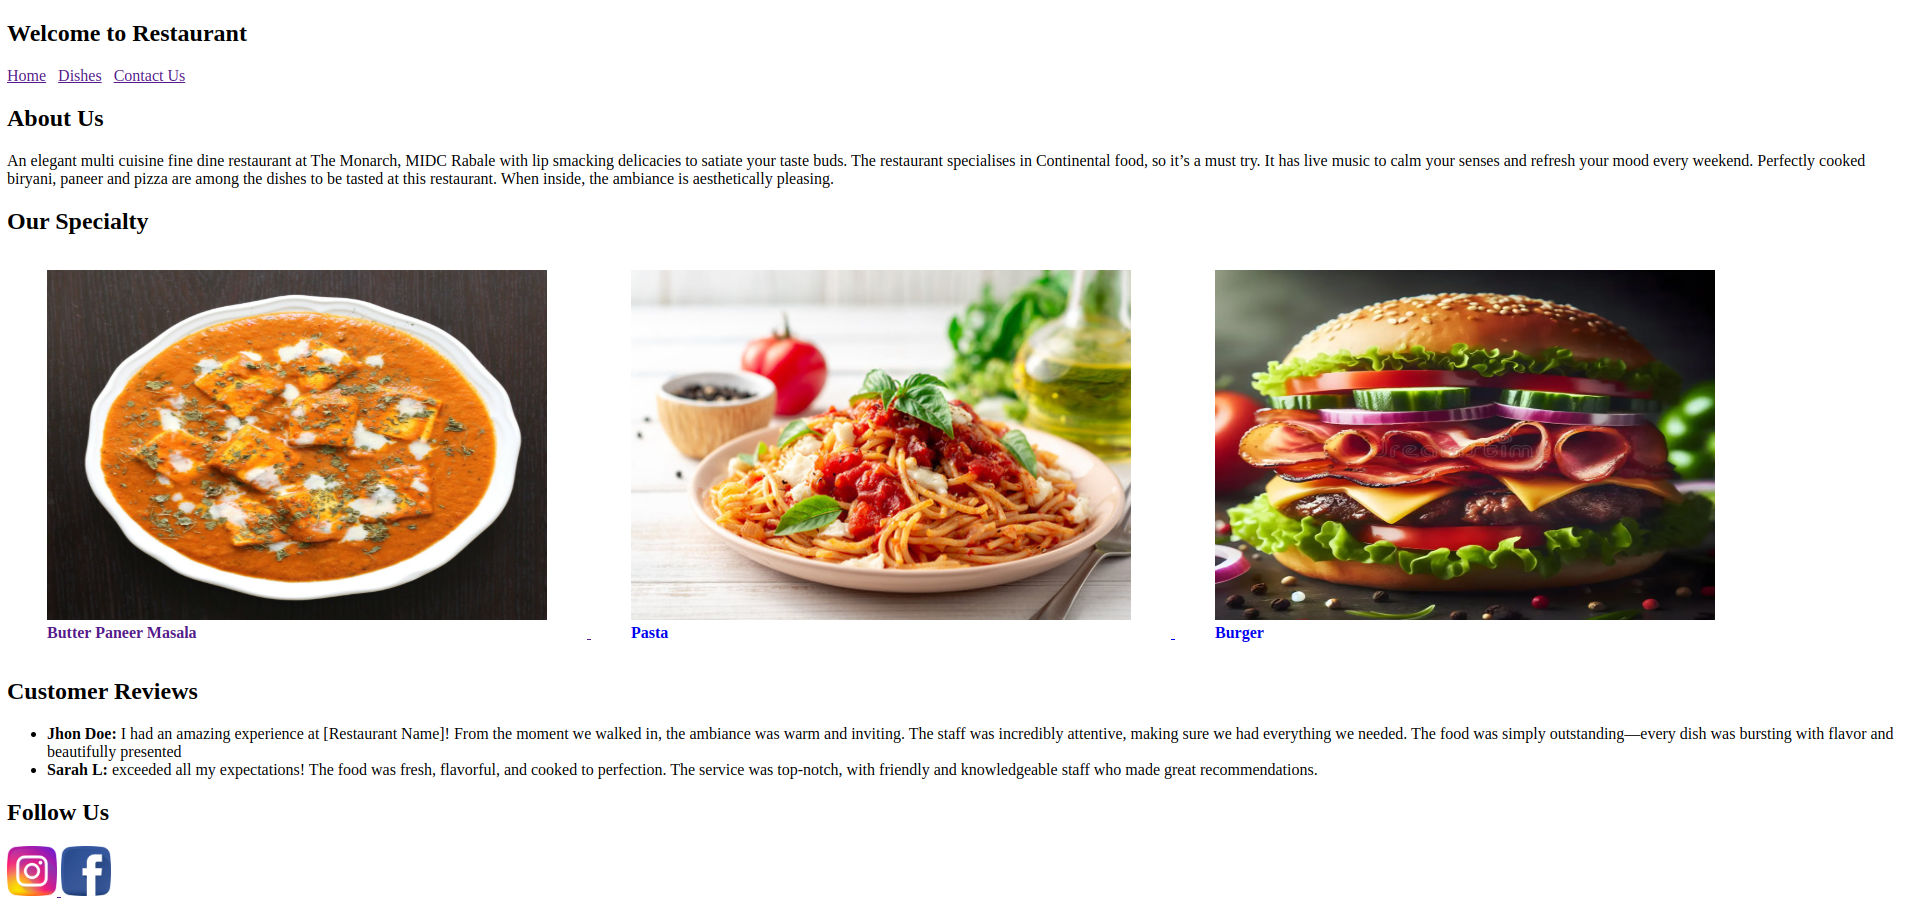 Welcome to Restaurant
Home Dishes Contact Us
About Us
An elegant multi cuisine fine dine restaurant at The Monarch, MIDC Rabale with lip smacking delicacies to satiate your taste buds. The restaurant specialises in Continental food, so it’s a must try. It has live music to calm your senses and refresh your mood every weekend. Perfectly cooked
biryani, paneer and pizza are among the dishes to be tasted at this restaurant. When inside, the ambiance is aesthetically pleasing.
Our Specialty
dreamstime
Butter Paneer Masala Pasta Burger
Customer Reviews
Jhon Doe: I had an amazing experience at [Restaurant Name]! From the moment we walked in, the ambiance was warm and inviting. The staff was incredibly attentive, making sure we had everything we needed. The food was simply outstanding—every dish was bursting with flavor and
beautifully presented
Sarah L: exceeded all my expectations! The food was fresh, flavorful, and cooked to perfection. The service was top-notch, with friendly and knowledgeable staff who made great recommendations.
Follow Us